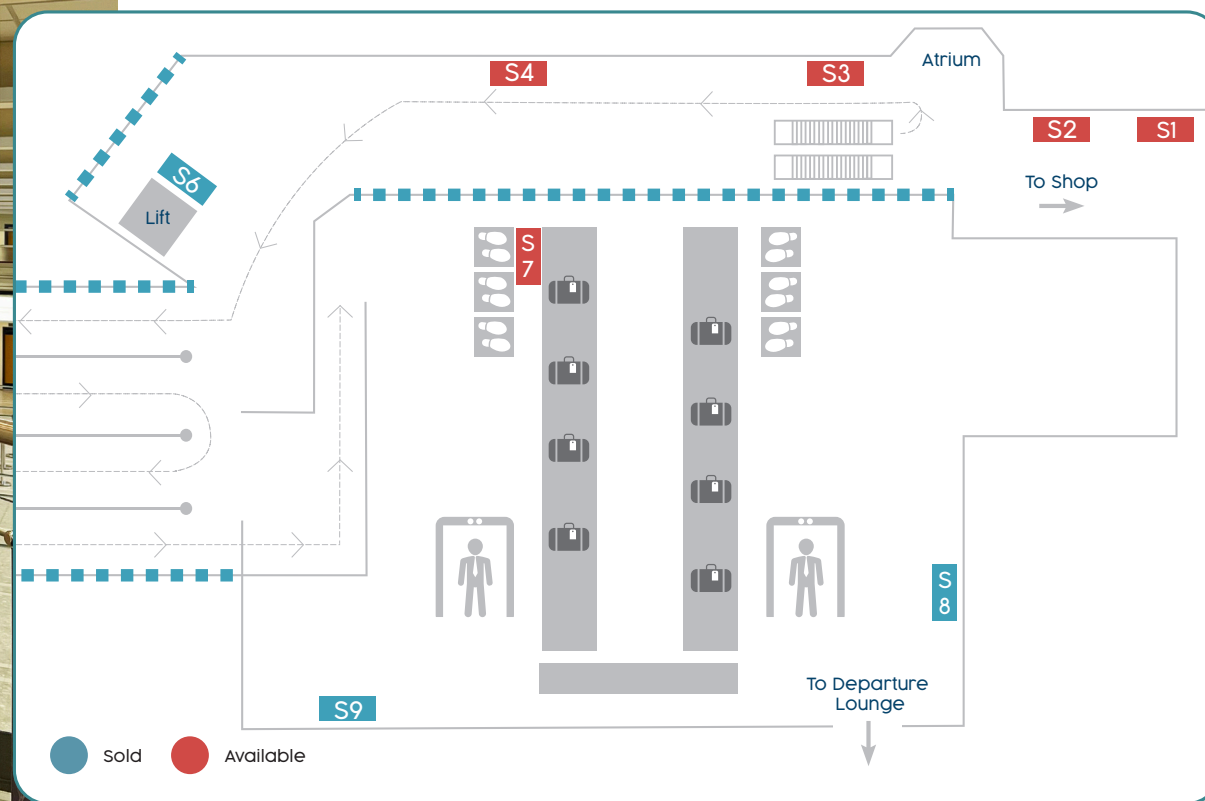 Atrium
S4
S3
S2
S1
To Shop
S6
Lift
S
7
S
8
To Departure
Lounge
S9
Sold
Available